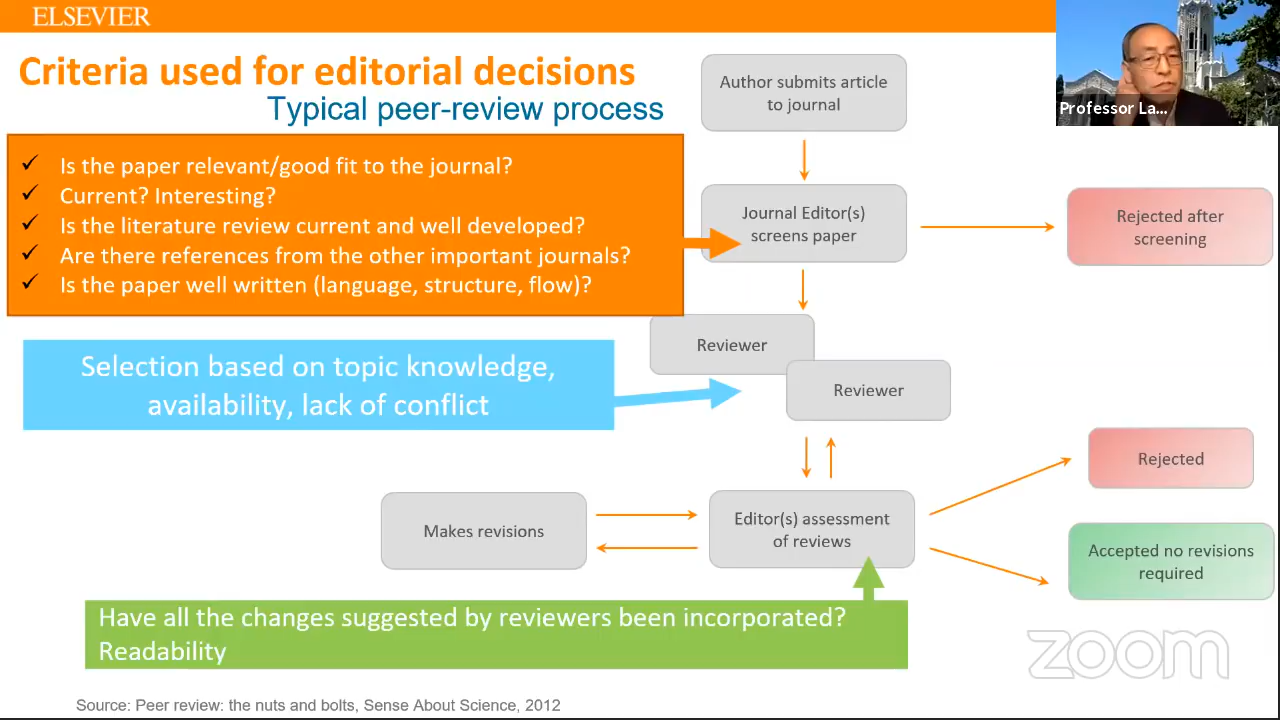 ELSEVIER
Criteria used for editorial decisions
Typical peer-review process
Is the paper relevant/good fit to the journal?
Current? Interesting?
Is the literature review current and well developed?
Are there references from the other important journals?
Is the paper well written (language, structure, flow)?
Selection based on topic knowledge,
availability, lack of conflict
Author submits article
to journal
Journal Editor(s)
screens paper
Rejected after
screening
Reviewer
Reviewer
Makes revisions
Editor(s) assessment
of reviews
Rejected
Accepted no revisions
required
Have all the changes suggested by reviewers been incorporated?
Readability
Source: Peer review: the nuts and bolts, Sense About Science, 2012
Professor La...
zoom